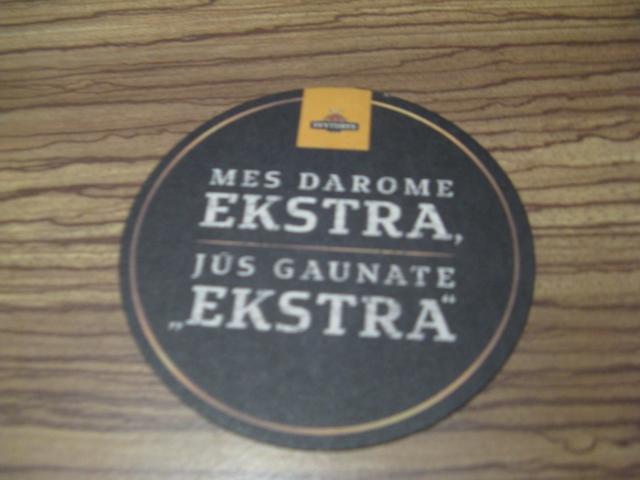 MES DAROME
EKSTRA,
JŪS GAUNATE
„EKSTRA“